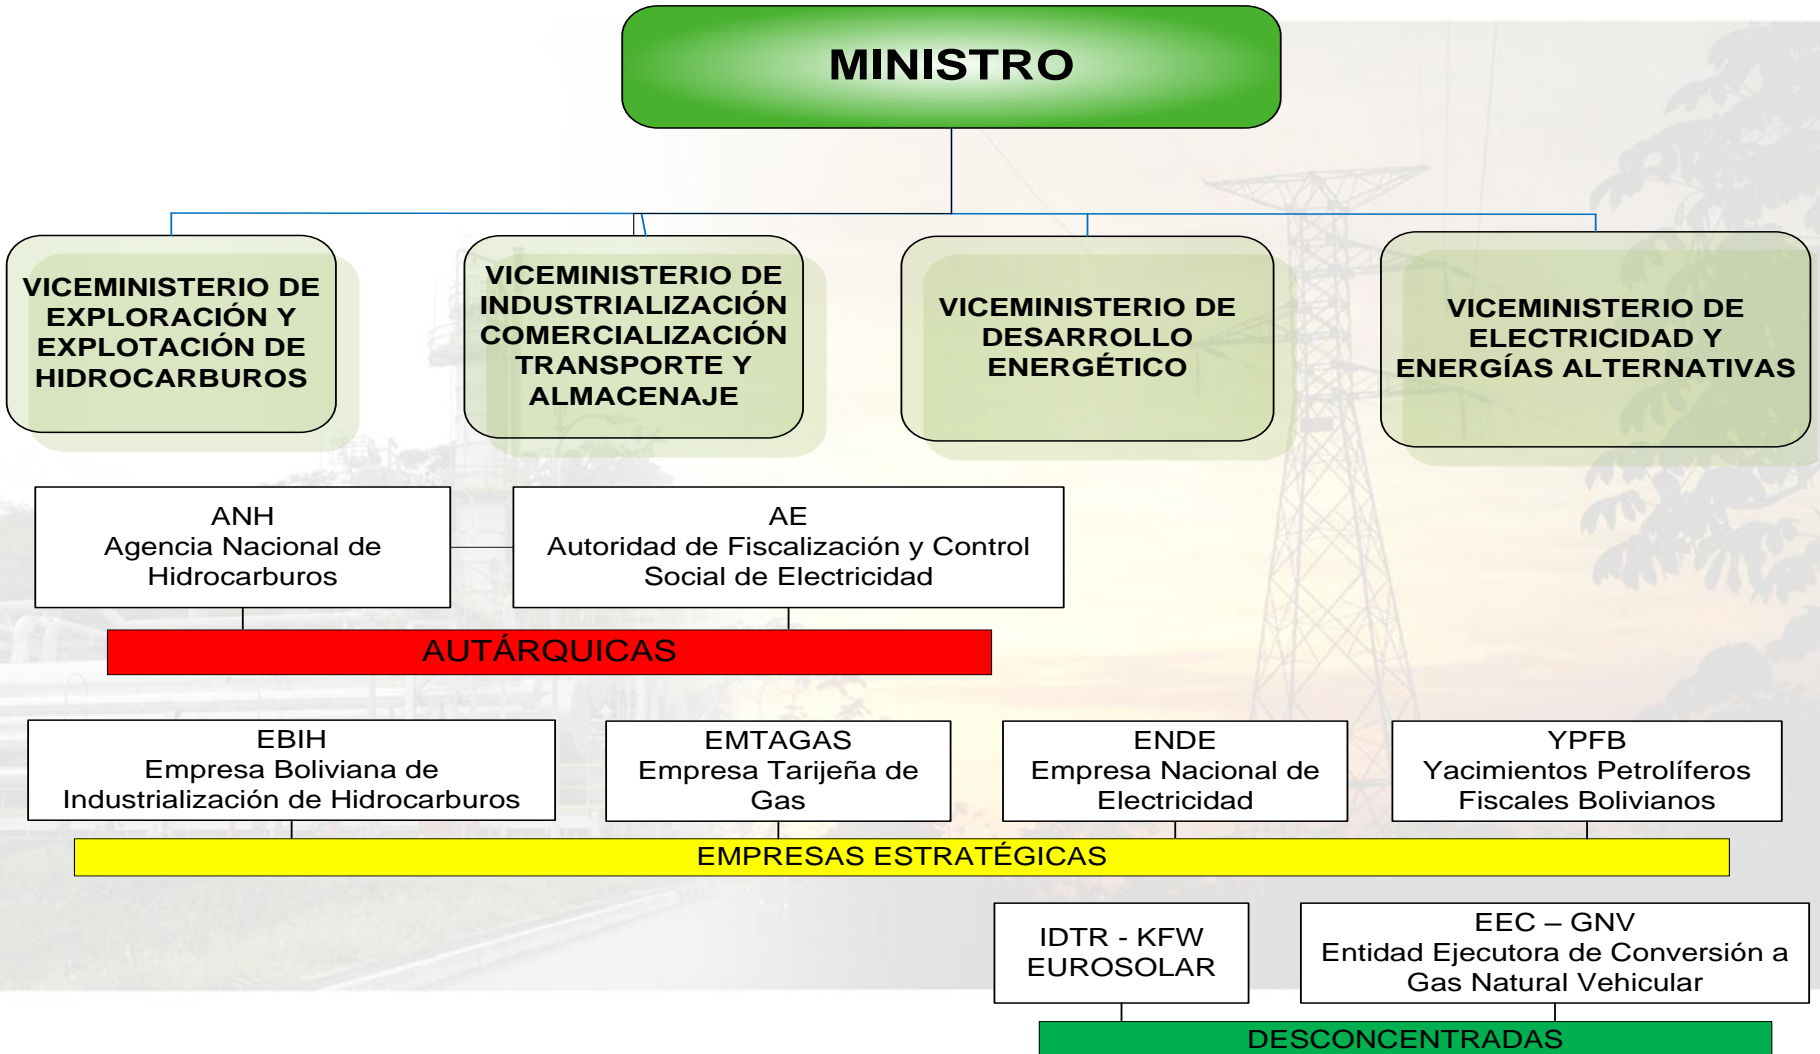 MINISTRO
VICEMINISTERIO DE
EXPLORACIÓN Y
EXPLOTACIÓN DE
HIDROCARBUROS
VICEMINISTERIO DE
INDUSTRIALIZACIÓN
COMERCIALIZACIÓN
TRANSPORTE Y
ALMACENAJE
VICEMINISTERIO DE
DESARROLLO
ENERGÉTICO
VICEMINISTERIO DE
ELECTRICIDAD Y
ENERGÍAS ALTERNATIVAS
ANH
Agencia Nacional de
Hidrocarburos
AE
Autoridad de Fiscalización y Control
Social de Electricidad
AUTÁRQUICAS
EBIH
Empresa Boliviana de
Industrialización de Hidrocarburos
EMTAGAS
Empresa Tarijeña de
Gas
ENDE
Empresa Nacional de
Electricidad
YPFB
Yacimientos Petrolíferos
Fiscales Bolivianos
EMPRESAS ESTRATÉGICAS
IDTR - KFW
EUROSOLAR
EEC – GNV
Entidad Ejecutora de Conversión a
Gas Natural Vehicular
DESCONCENTRADAS